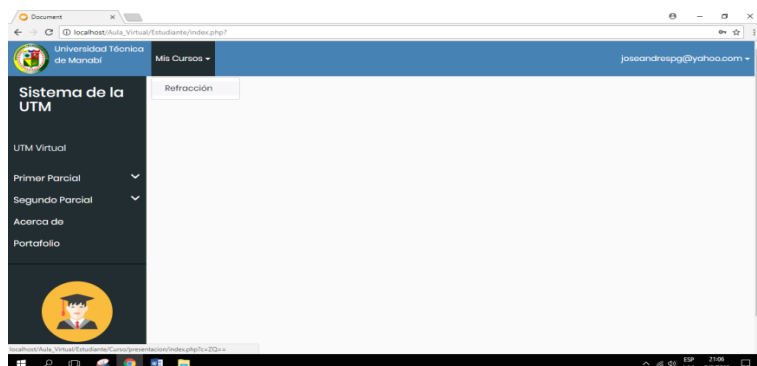 Document
localhost/Aula_Virtual/Estudiante/index.php?
Universidad Técnica
de Manabí
Mis Cursos
joseandrespg@yahoo.com
Sistema de la
UTM
Refracción
UTM Virtual
Primer Parcial
Segundo Parcial
Acerca de
Portafolio
localhost/Aula_Virtual/Estudiante/Curso/presentacion/index.php?c=ZQ==
ESP
21:06